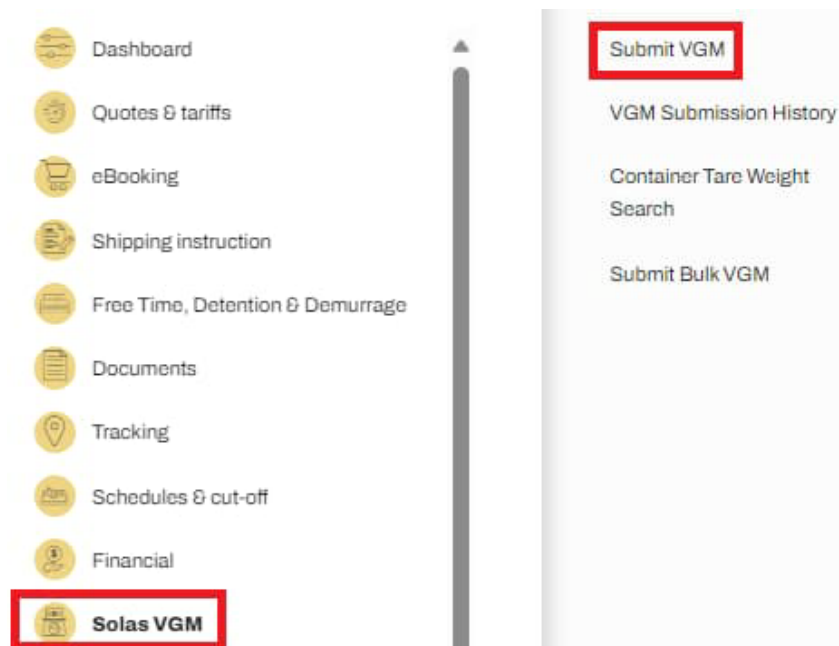 Dashboard
Quotes & tariffs
eBooking
Shipping instruction
Free Time, Detention & Demurrage
Documents
Tracking
Schedules & cut-off
Financial
Solas VGM
Submit VGM
VGM Submission History
Container Tare Weight
Search
Submit Bulk VGM